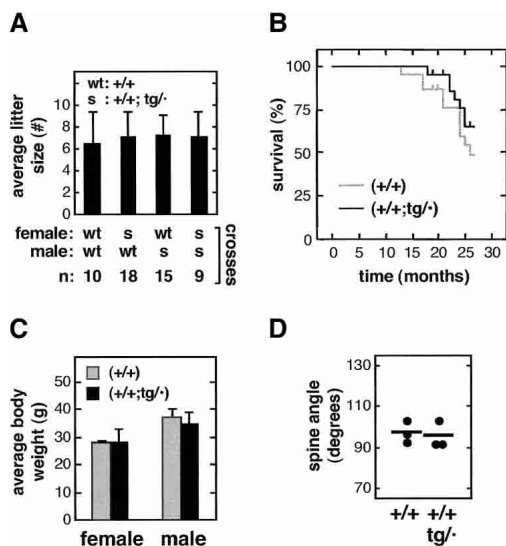 A
wt: +/+
s : +/+; tg/·
average litter
size (#)
10
8
6
4
2
0
female: wt s wt s
male: wt wt s s
n: 10 18 15 9
crosses
B
survival (%)
100
75
50
25
0
(+/+)
(+/+;tg/·)
0 5 10 15 20 25 30
time (months)
C
(+/+)
(+/+;tg/·)
average body
weight (g)
50
40
30
20
10
0
female male
D
spine angle
(degrees)
130
110
90
70
+/+ +/+
tg/·